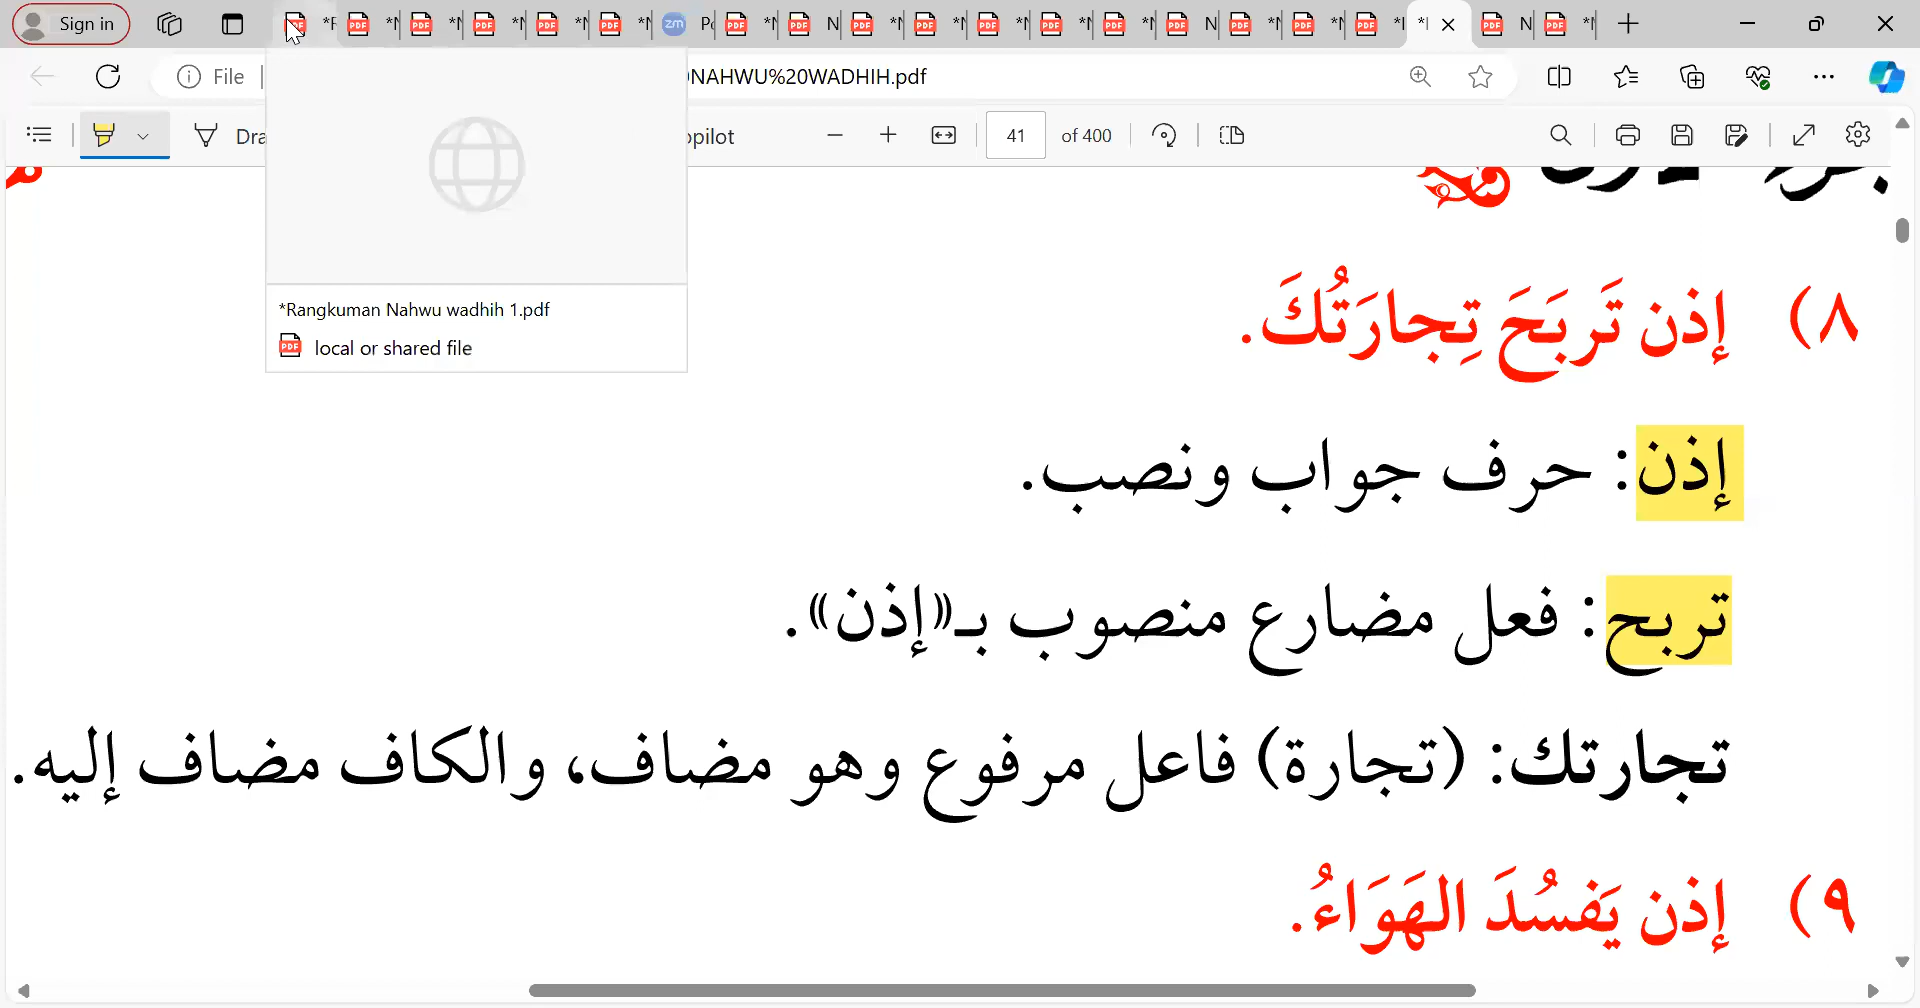 Sign in
File
NAHWU%20WADHIH.pdf
Dra
pilot
41 of 400
*Rangkuman Nahwu wadhih 1.pdf
local or shared file
٨) إذن تَربَحَ تِجارَتُكَ.
إذن: حرف جواب ونصب.
تربح: فعل مضارع منصوب بـ«إذن».
تجارتك: (تجارة) فاعل مرفوع وهو مضاف، والكاف مضاف إليه.
٩) إذن يَفسُدَ الهَوَاءُ.